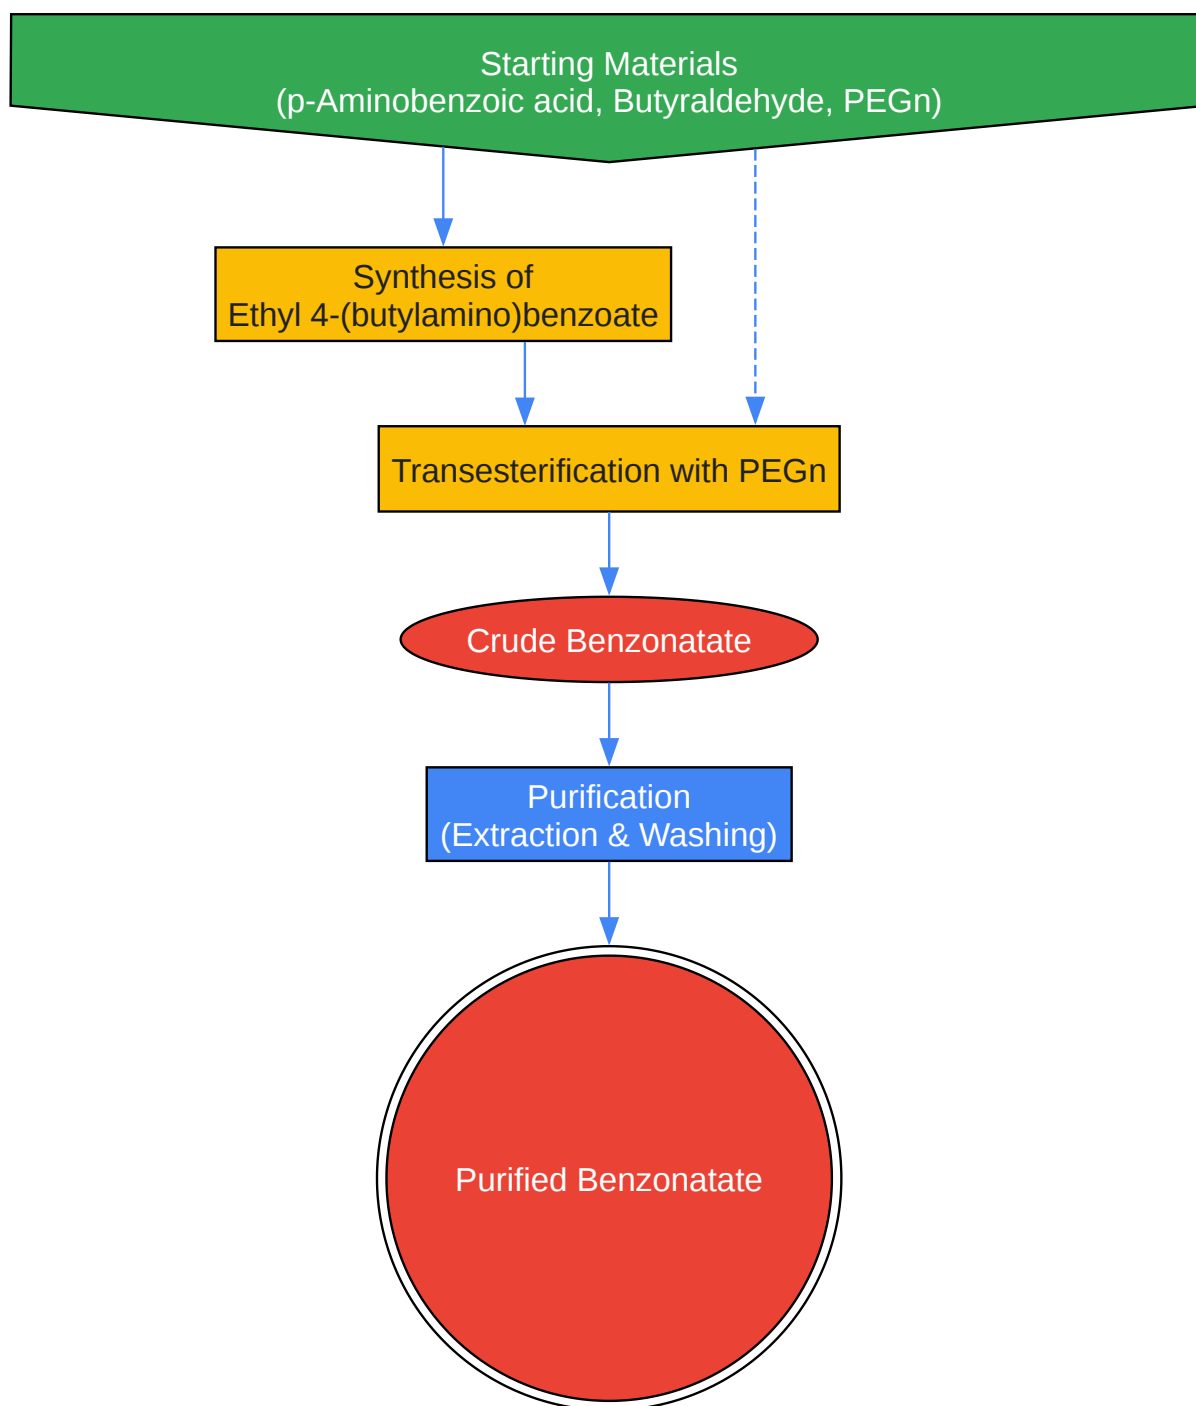 Starting Materials
(p-Aminobenzoic acid, Butyraldehyde, PEGn)
Synthesis of
Ethyl 4-(butylamino)benzoate
Transesterification with PEGn
Crude Benzonatate
Purification
(Extraction & Washing)
Purified Benzonatate